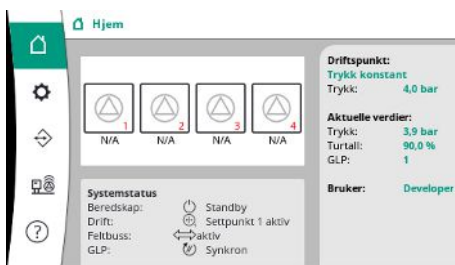 Hjem
1 2 3 4
N/A N/A N/A N/A
Systemstatus
Beredskap: Standby
Drift: Settpunkt 1 aktiv
Feltbuss: aktiv
GLP: Synkron
Driftspunkt:
Trykk konstant
Trykk: 4,0 bar
Aktuelle verdier:
Trykk: 3,9 bar
Turtall: 90,0 %
GLP: 1
Bruker: Developer
?